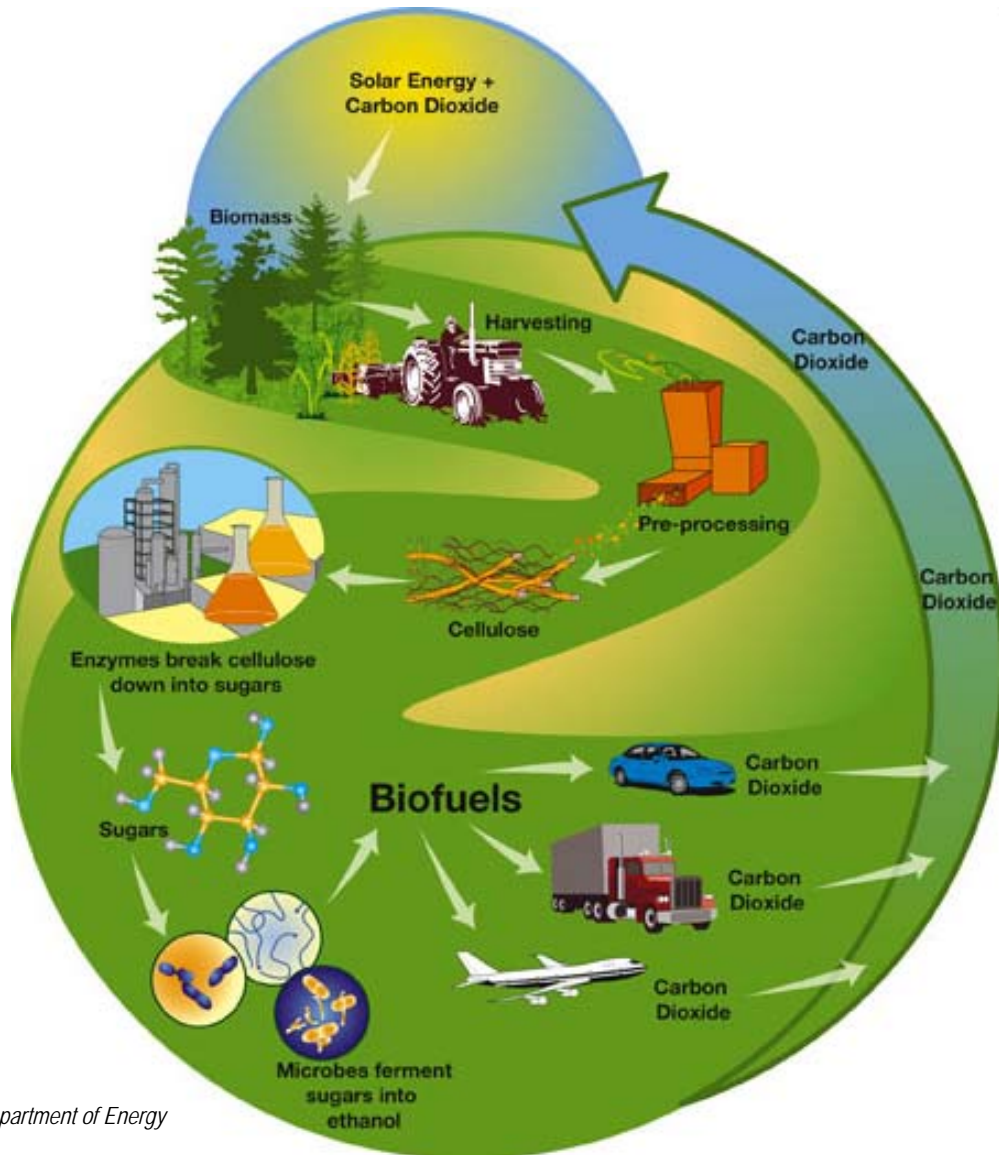 Solar Energy +
Carbon Dioxide
Biomass
Harvesting
Carbon
Dioxide
Pre-processing
Carbon
Dioxide
Cellulose
Enzymes break cellulose
down into sugars
Sugars
Biofuels
Carbon
Dioxide
Carbon
Dioxide
Carbon
Dioxide
Microbes ferment
sugars into
ethanol
partment of Energy